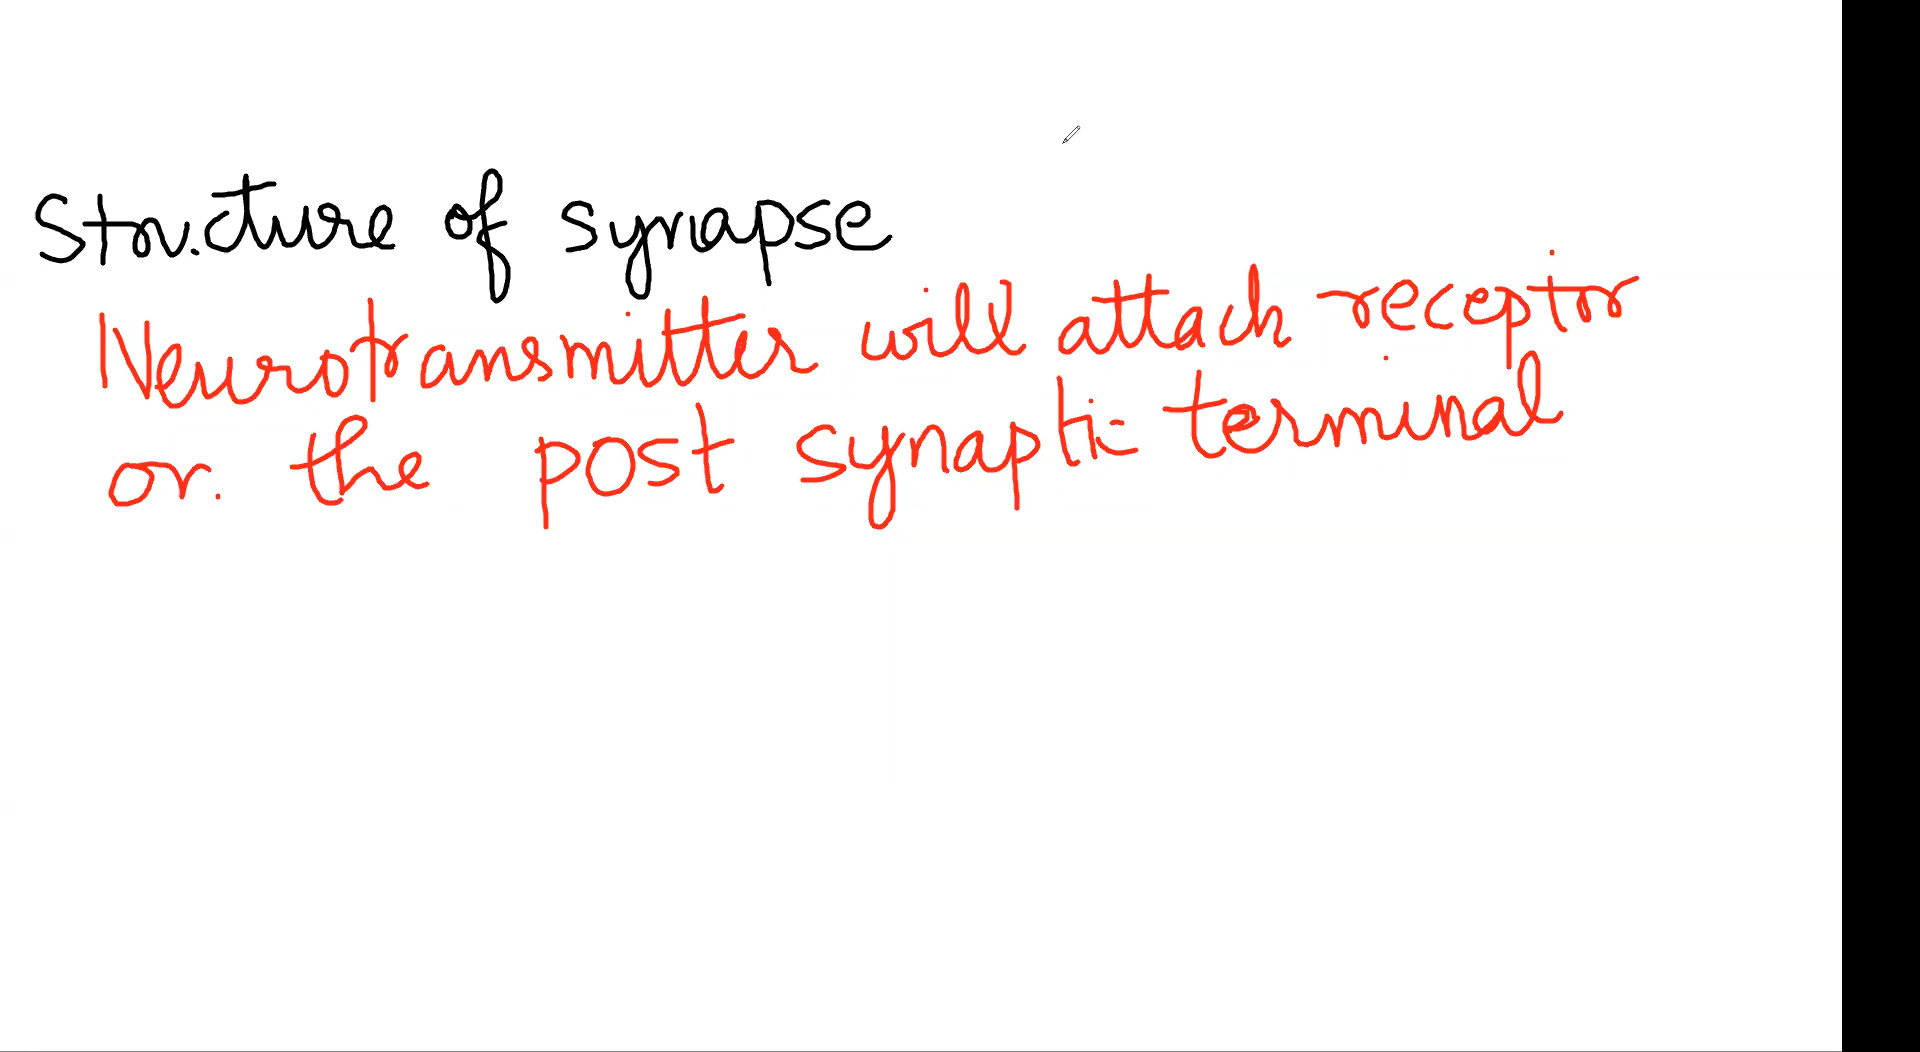 Structure of synapse
Neurotransmitter will attach receptor
on the post synaptic terminal